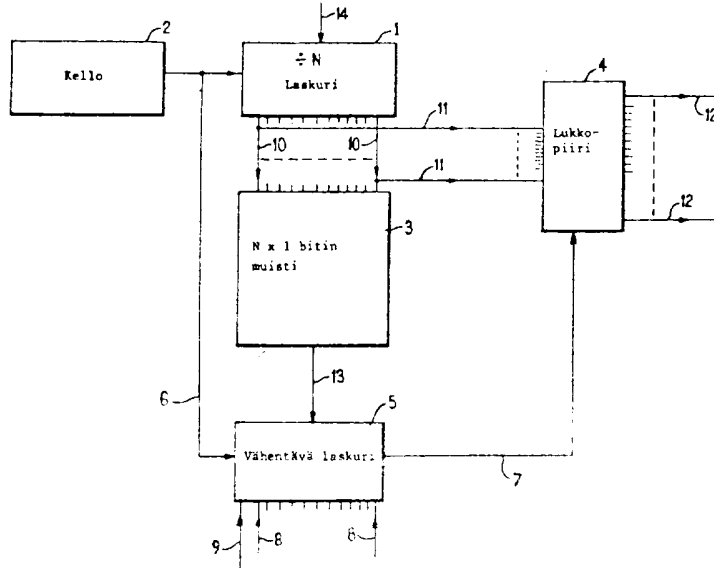 14
2
1
Kello
÷ N
Laskuri
4
11
12
10
10
Lukko-
piiri
11
12
3
N x 1 bitin
muisti
13
6
5
Vähentävä laskuri
7
9
8
8